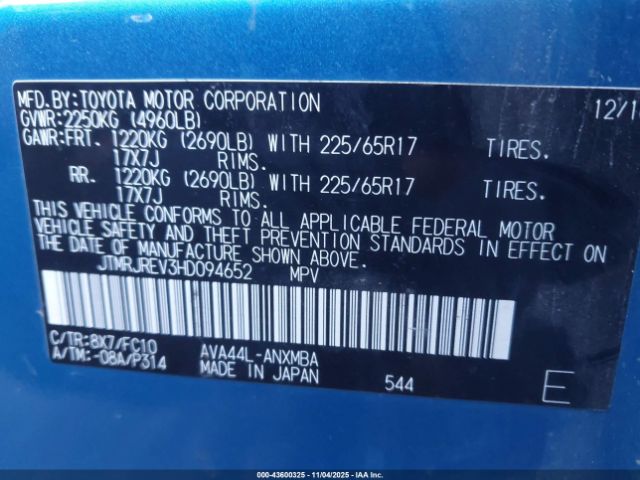 MFD.BY:TOYOTA MOTOR CORPORATION 12/1
GVWR:2250KG (4960LB)
GAWR:FRT. 1220KG (2690LB) WITH 225/65R17 TIRES.
17X7J RIMS.
RR. 1220KG (2690LB) WITH 225/65R17 TIRES.
17X7J RIMS.
THIS VEHICLE CONFORMS TO ALL APPLICABLE FEDERAL MOTOR
VEHICLE SAFETY AND THEFT PREVENTION STANDARDS IN EFFECT ON
THE DATE OF MANUFACTURE SHOWN ABOVE.
JTMRJREV3HD094652 MPV
C/TR:8X7/FC10 AVA44L-ANXMBA
A/TM:-08A/P314 MADE IN JAPAN 544 E
000-43600325 - 11/04/2025 - IAA, Inc.